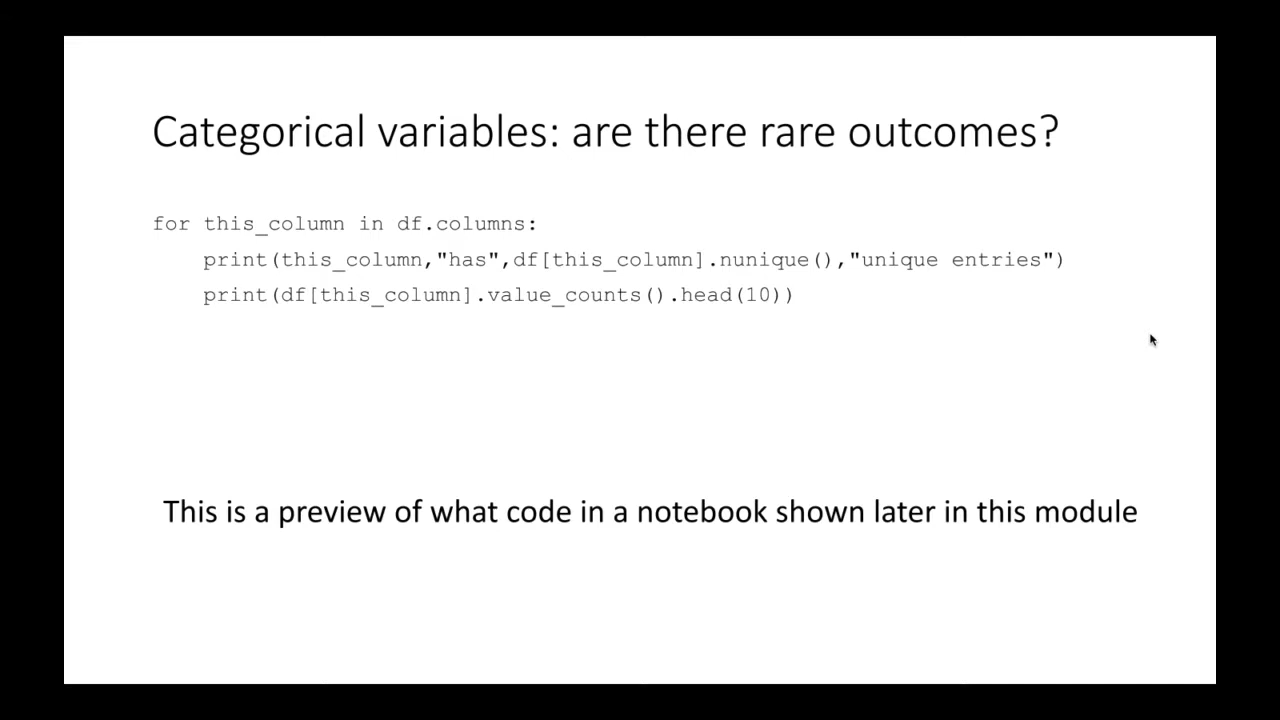 Categorical variables: are there rare outcomes?
for this_column in df.columns:
    print(this_column,"has",df[this_column].nunique(),"unique entries")
    print(df[this_column].value_counts().head(10))
This is a preview of what code in a notebook shown later in this module